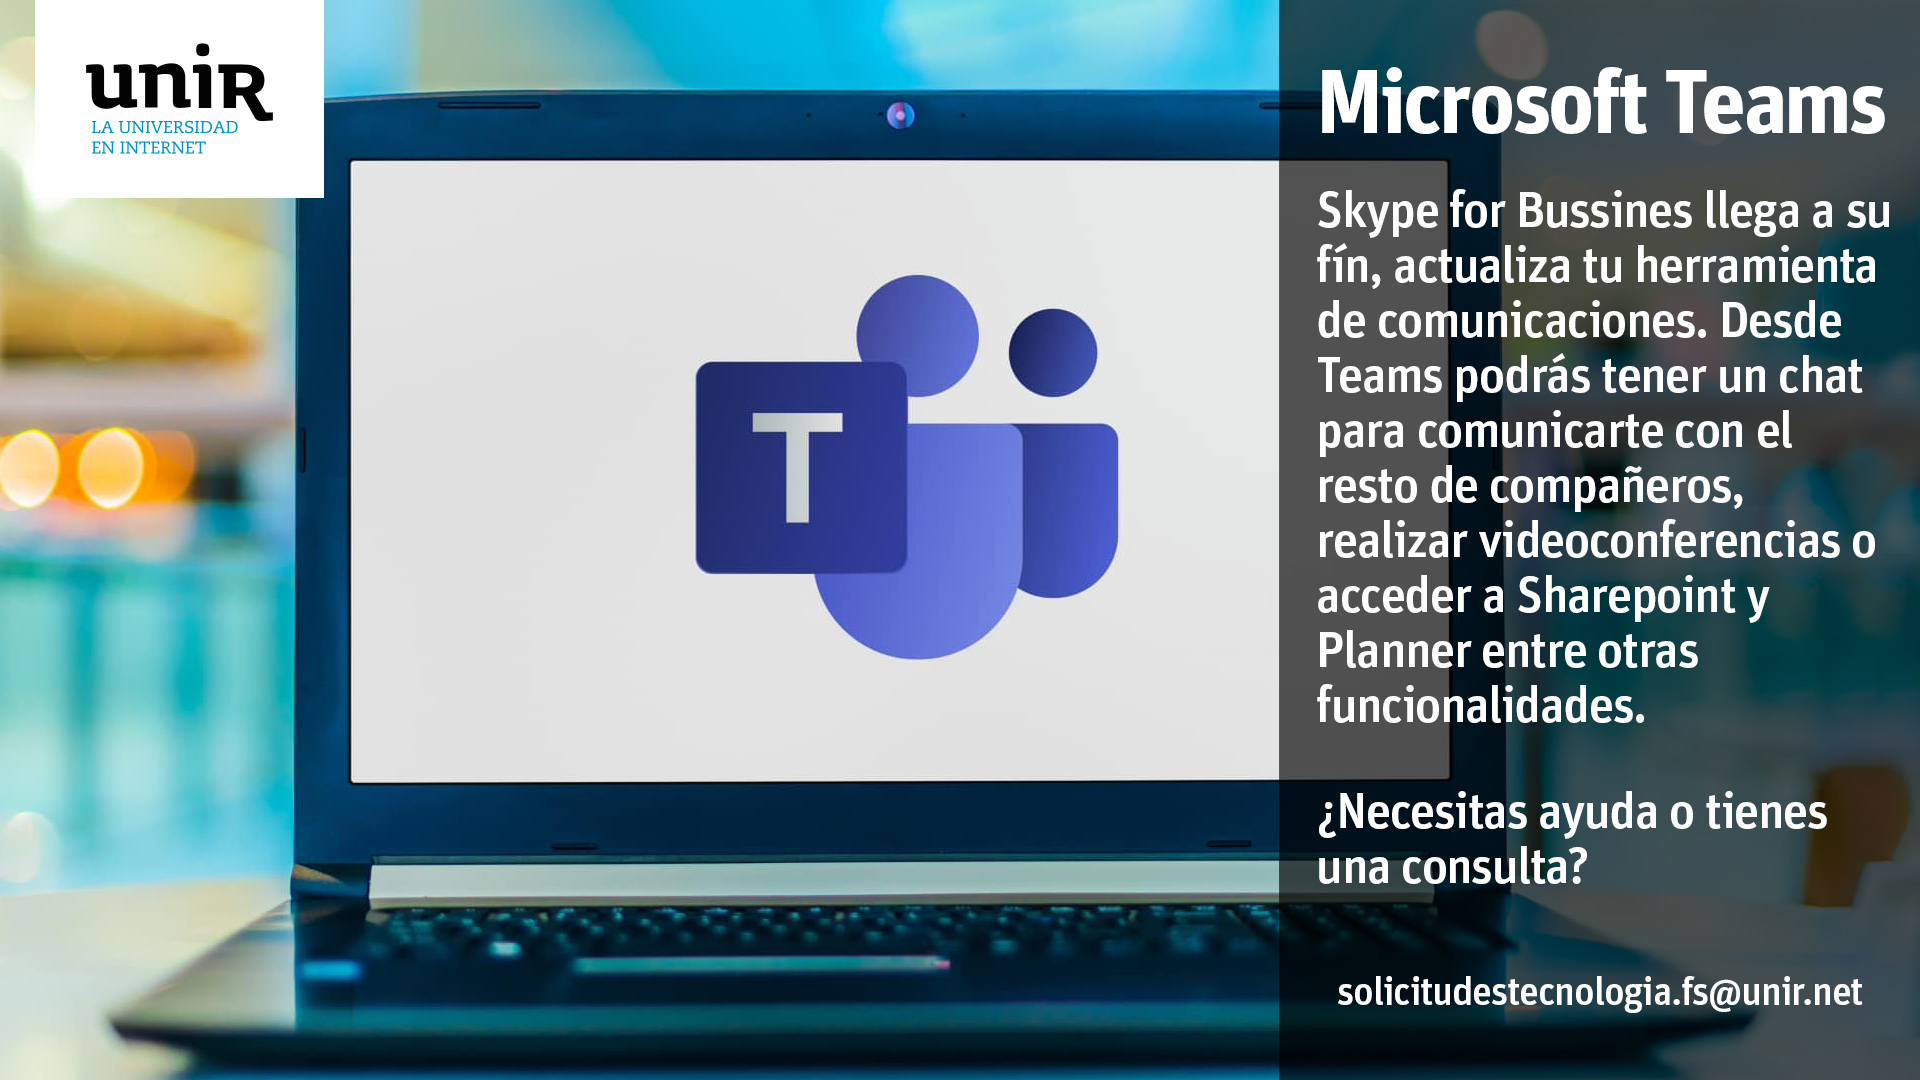 uniR
LA UNIVERSIDAD
EN INTERNET
T
Microsoft Teams
Skype for Bussines llega a su
fín, actualiza tu herramienta
de comunicaciones. Desde
Teams podrás tener un chat
para comunicarte con el
resto de compañeros,
realizar videoconferencias o
acceder a Sharepoint y
Planner entre otras
funcionalidades.
¿Necesitas ayuda o tienes
una consulta?
solicitudestecnologia.fs@unir.net